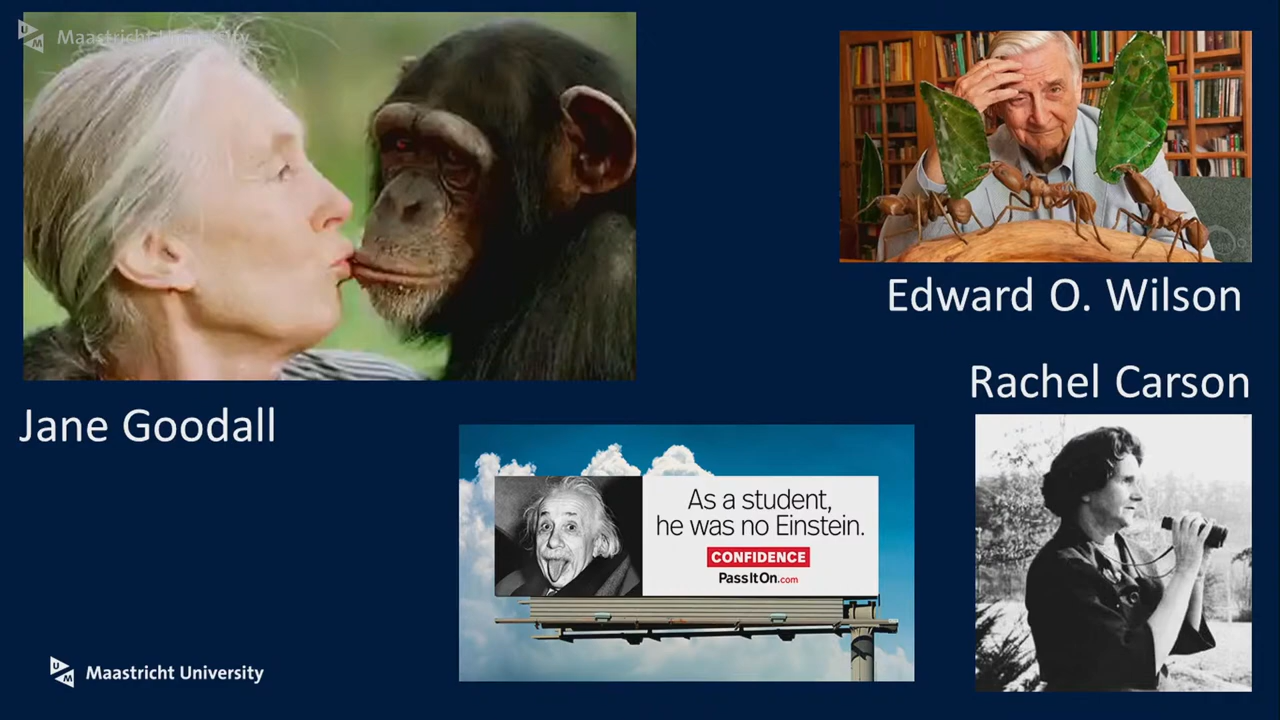 Maastricht University
Edward O. Wilson
Rachel Carson
Jane Goodall
As a student,
he was no Einstein.
CONFIDENCE
PassItOn.com
Maastricht University